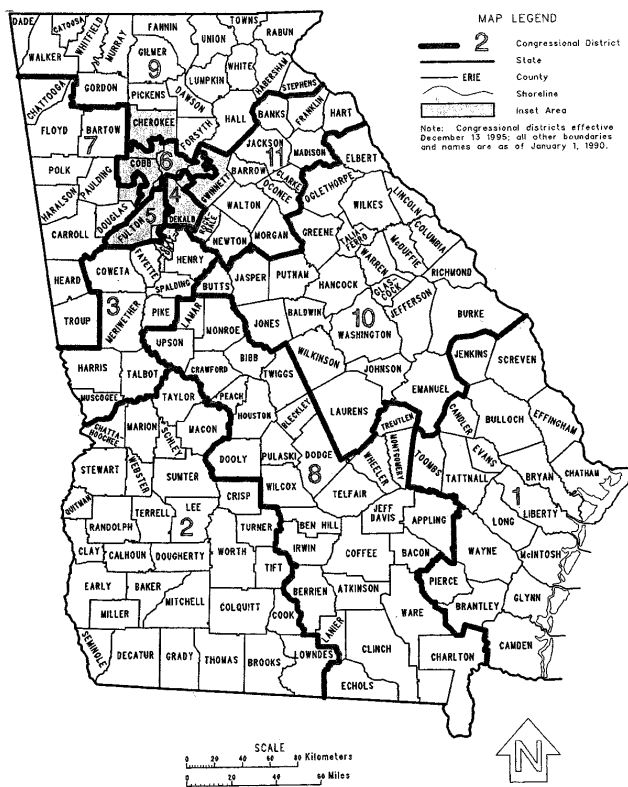 MAP LEGEND
2 Congressional District
State
ERIE County
Shoreline
Inset Area
Note: Congressional districts effective
December 13 1995; all other boundaries
and names are as of January 1, 1990.
DADE
CATOOSA
WHITFIELD
MURRAY
FANNIN
UNION
TOWNS
RABUN
WALKER
GILMER
9
WHITE
LUMPKIN
HABERSHAM
STEPHENS
CHATTOOGA
GORDON
PICKENS
DAWSON
HALL
BANKS
FRANKLIN
HART
FLOYD
BARTOW
7
CHEROKEE
FORSYTH
JACKSON
11
MADISON
ELBERT
POLK
COBB
6
GWINNETT
BARROW
CLARKE
OCONEE
OGLETHORPE
HARALSON
PAULDING
4
WALTON
WILKES
LINCOLN
DOUGLAS
5
FULTON
DEKALB
ROCKDALE
NEWTON
MORGAN
GREENE
TALIA-
FERRO
McDUFFIE
COLUMBIA
CARROLL
FAYETTE
HENRY
WARREN
RICHMOND
HEARD
COWETA
SPALDING
BUTTS
JASPER
PUTNAM
HANCOCK
GLAS-
COCK
JEFFERSON
BURKE
TROUP
3
MERIWETHER
PIKE
LAMAR
MONROE
JONES
BALDWIN
10
WASHINGTON
JENKINS
SCREVEN
UPSON
BIBB
WILKINSON
JOHNSON
EMANUEL
HARRIS
TALBOT
CRAWFORD
TWIGGS
LAURENS
CANDLER
BULLOCH
EFFINGHAM
MUSCOGEE
TAYLOR
PEACH
HOUSTON
BLECKLEY
TREUTLEN
CHATTA-
HOOCHEE
MARION
SCHLEY
MACON
MONTGOMERY
TOOMBS
EVANS
BRYAN
CHATHAM
STEWART
WEBSTER
DOOLY
PULASKI
DODGE
8
WHEELER
TATTNALL
1
LIBERTY
SUMTER
WILCOX
TELFAIR
LONG
QUITMAN
CRISP
JEFF
DAVIS
APPLING
WAYNE
McINTOSH
RANDOLPH
TERRELL
LEE
2
TURNER
BEN HILL
CLAY
CALHOUN
DOUGHERTY
WORTH
TIFT
IRWIN
COFFEE
BACON
PIERCE
GLYNN
EARLY
BAKER
MITCHELL
COLQUITT
BERRIEN
ATKINSON
WARE
BRANTLEY
MILLER
COOK
LANIER
CLINCH
CAMDEN
SEMINOLE
DECATUR
GRADY
THOMAS
BROOKS
LOWNDES
ECHOLS
CHARLTON
SCALE
0 20 40 60 80 Kilometers
0 20 40 60 Miles
N